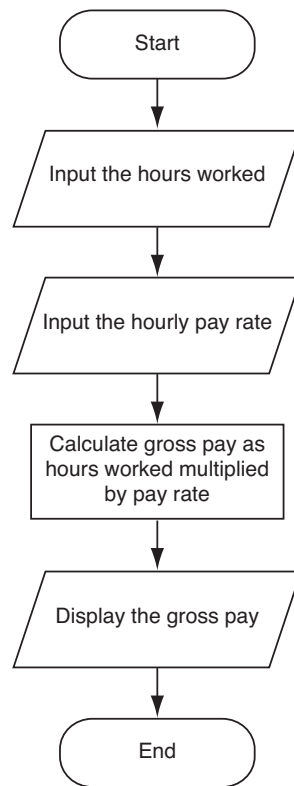 Start
Input the hours worked
Input the hourly pay rate
Calculate gross pay as
hours worked multiplied
by pay rate
Display the gross pay
End